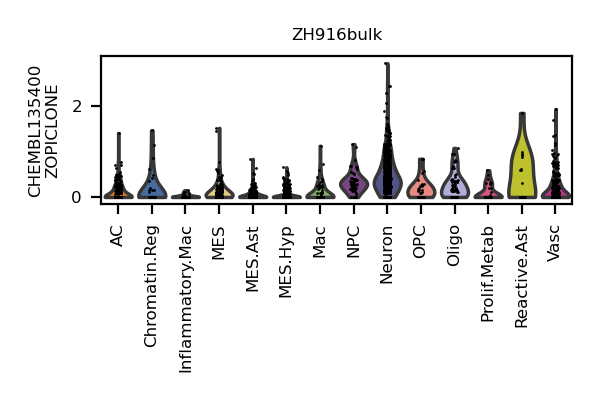 ZH916bulk
CHEMBL135400
ZOPICLONE
2
0
AC
Chromatin.Reg
Inflammatory.Mac
MES
MES.Ast
MES.Hyp
Mac
NPC
Neuron
OPC
Oligo
Prolif.Metab
Reactive.Ast
Vasc